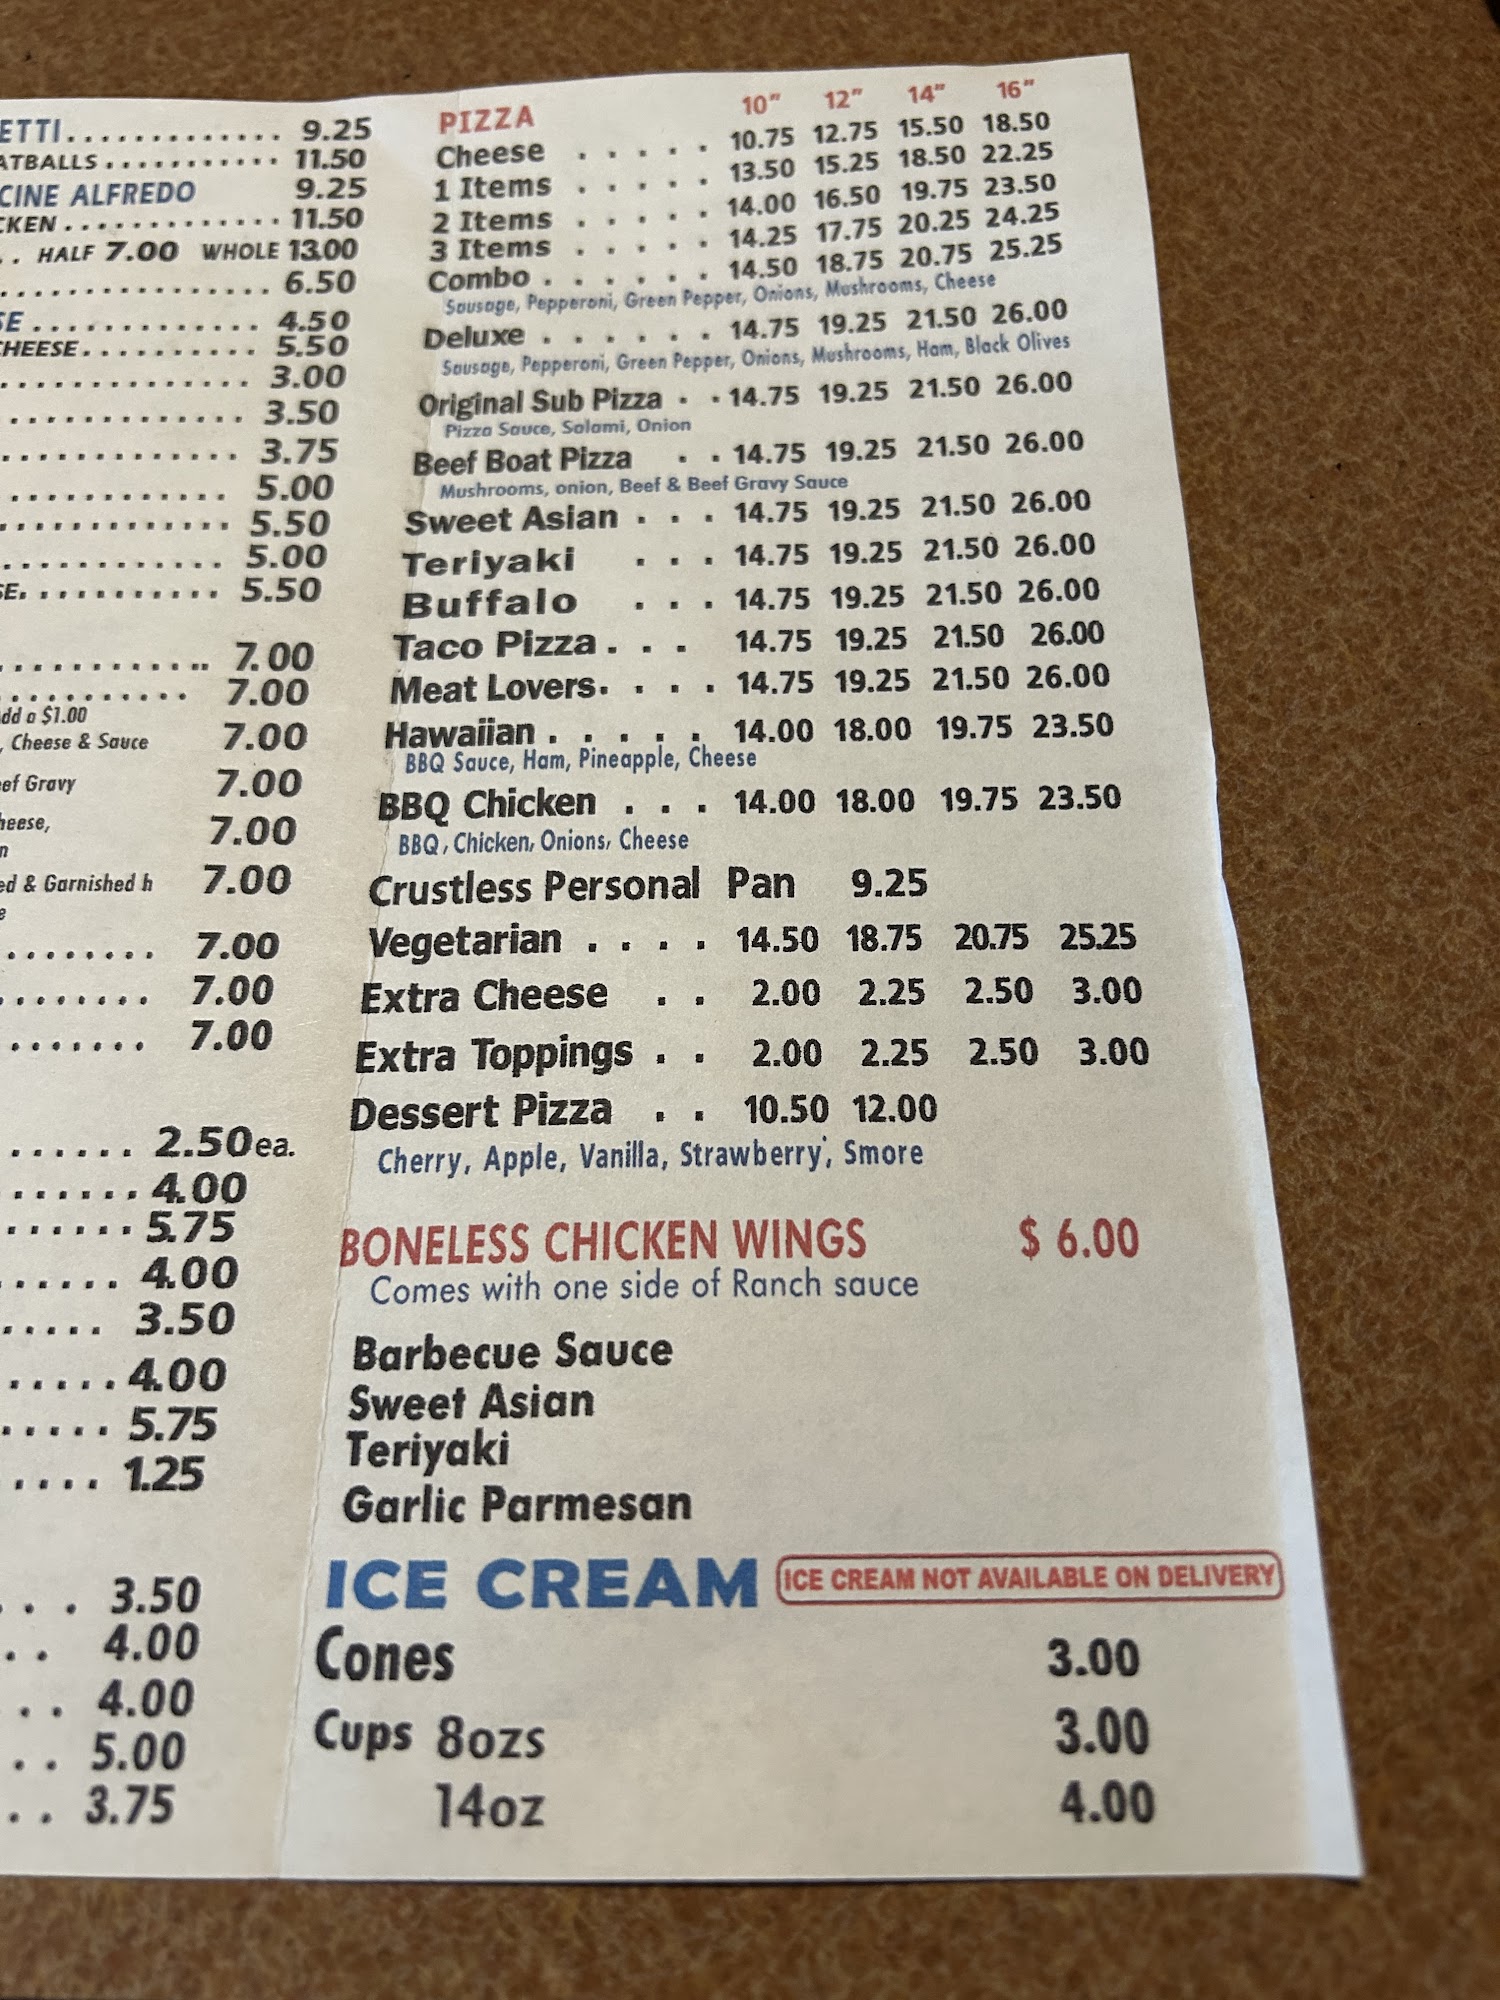 ETTI............. 9.25
ATBALLS........... 11.50
CINE ALFREDO 9.25
CKEN............. 11.50
.. HALF 7.00 WHOLE 13.00
................. 6.50
SE............. 4.50
CHEESE.......... 5.50
............... 3.00
.............. 3.50
............. 3.75
............ 5.00
............. 5.50
............. 5.00
SE........... 5.50
............. 7.00
........... 7.00
dd a $1.00
, Cheese & Sauce 7.00
ef Gravy 7.00
heese, 7.00
n
ed & Garnished h 7.00
e
........ 7.00
........ 7.00
....... 7.00
...... 2.50ea.
...... 4.00
....... 5.75
...... 4.00
..... 3.50
..... 4.00
..... 5.75
.... 1.25
... 3.50
.. 4.00
.. 4.00
.. 5.00
.. 3.75
PIZZA 10" 12" 14" 16"
Cheese ..... 10.75 12.75 15.50 18.50
1 Items ..... 13.50 15.25 18.50 22.25
2 Items ..... 14.00 16.50 19.75 23.50
3 Items ..... 14.25 17.75 20.25 24.25
Combo ...... 14.50 18.75 20.75 25.25
Sausage, Pepperoni, Green Pepper, Onions, Mushrooms, Cheese
Deluxe ...... 14.75 19.25 21.50 26.00
Sausage, Pepperoni, Green Pepper, Onions, Mushrooms, Ham, Black Olives
Original Sub Pizza . . 14.75 19.25 21.50 26.00
Pizza Sauce, Salami, Onion
Beef Boat Pizza . . 14.75 19.25 21.50 26.00
Mushrooms, onion, Beef & Beef Gravy Sauce
Sweet Asian . . . 14.75 19.25 21.50 26.00
Teriyaki . . . 14.75 19.25 21.50 26.00
Buffalo . . . 14.75 19.25 21.50 26.00
Taco Pizza . . . 14.75 19.25 21.50 26.00
Meat Lovers. . . . 14.75 19.25 21.50 26.00
Hawaiian . . . . . 14.00 18.00 19.75 23.50
BBQ Sauce, Ham, Pineapple, Cheese
BBQ Chicken . . . 14.00 18.00 19.75 23.50
BBQ, Chicken, Onions, Cheese
Crustless Personal Pan 9.25
Vegetarian . . . . 14.50 18.75 20.75 25.25
Extra Cheese . . 2.00 2.25 2.50 3.00
Extra Toppings . . 2.00 2.25 2.50 3.00
Dessert Pizza . . 10.50 12.00
Cherry, Apple, Vanilla, Strawberry, Smore
BONELESS CHICKEN WINGS $ 6.00
Comes with one side of Ranch sauce
Barbecue Sauce
Sweet Asian
Teriyaki
Garlic Parmesan
ICE CREAM ICE CREAM NOT AVAILABLE ON DELIVERY
Cones 3.00
Cups 8ozs 3.00
14oz 4.00